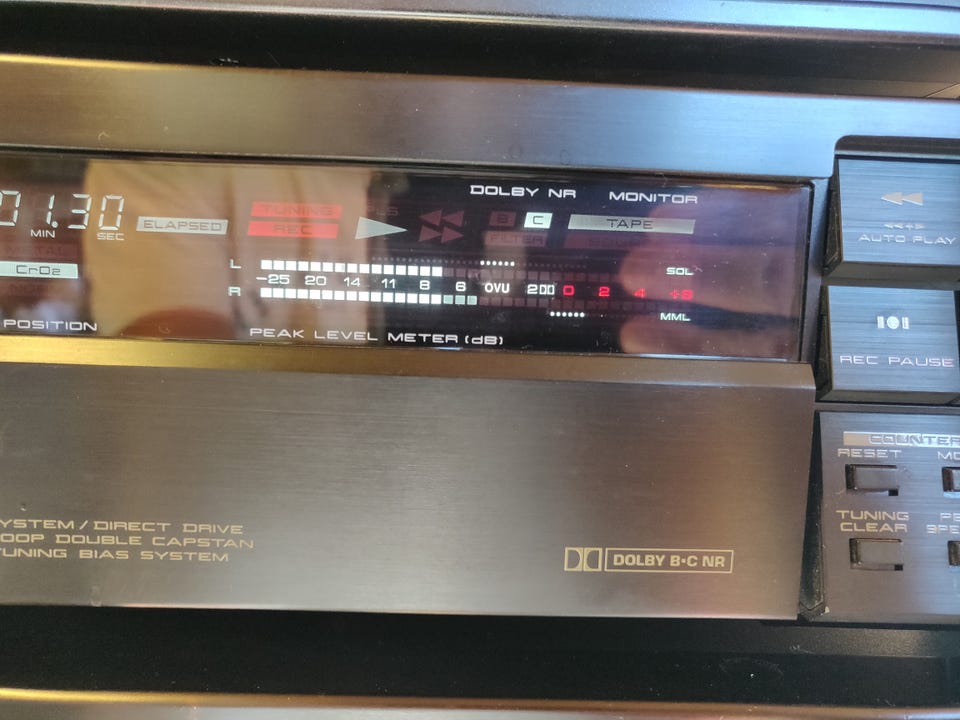 01.30
MIN
SEC
ELAPSED
TUNING
REC
DOLBY NR
B
C
FILTER
MONITOR
TAPE
CrO2
POSITION
L
R
-25 20 14 11 8 6 OVU 2 0 2 4 +8
SOL
MML
PEAK LEVEL METER (dB)
AUTO PLAY
REC PAUSE
COUNTER
RESET
TUNING
CLEAR
YSTEM / DIRECT DRIVE
OOP DOUBLE CAPSTAN
TUNING BIAS SYSTEM
DOLBY B·C NR